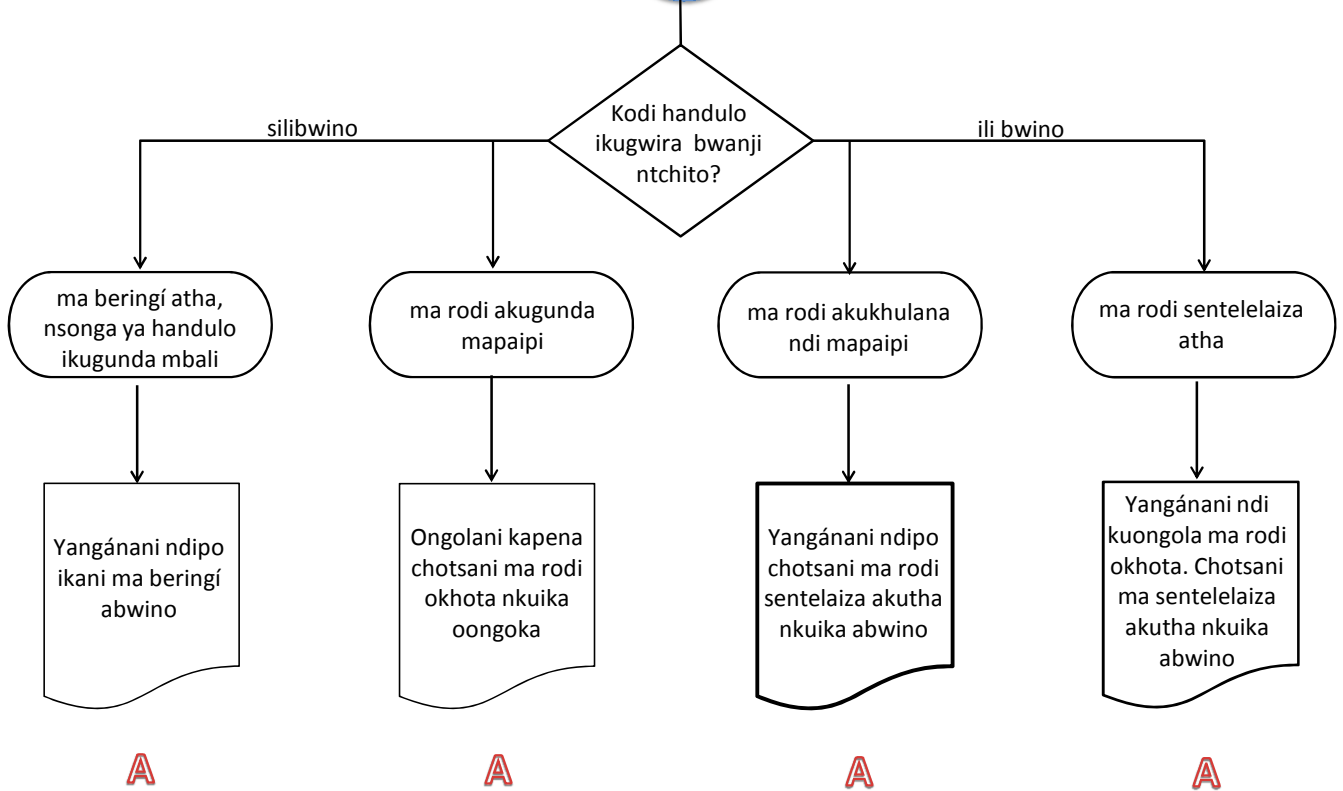 Kodi handulo
ikugwira  bwanji
ntchito?
silibwino
ili bwino
ma beringí atha,
nsonga ya handulo
ikugunda mbali
ma rodi akugunda
mapaipi
ma rodi akukhulana
ndi mapaipi
ma rodi sentelelaiza
atha
Yangánani ndipo
ikani ma beringí
abwino
Ongolani kapena
chotsani ma rodi
okhota nkuika
oongoka
Yangánani ndipo
chotsani ma rodi
sentelaiza akutha
nkuika abwino
Yangánani ndi
kuongola ma rodi
okhota. Chotsani
ma sentelelaiza
akutha nkuika
abwino
A
A
A
A